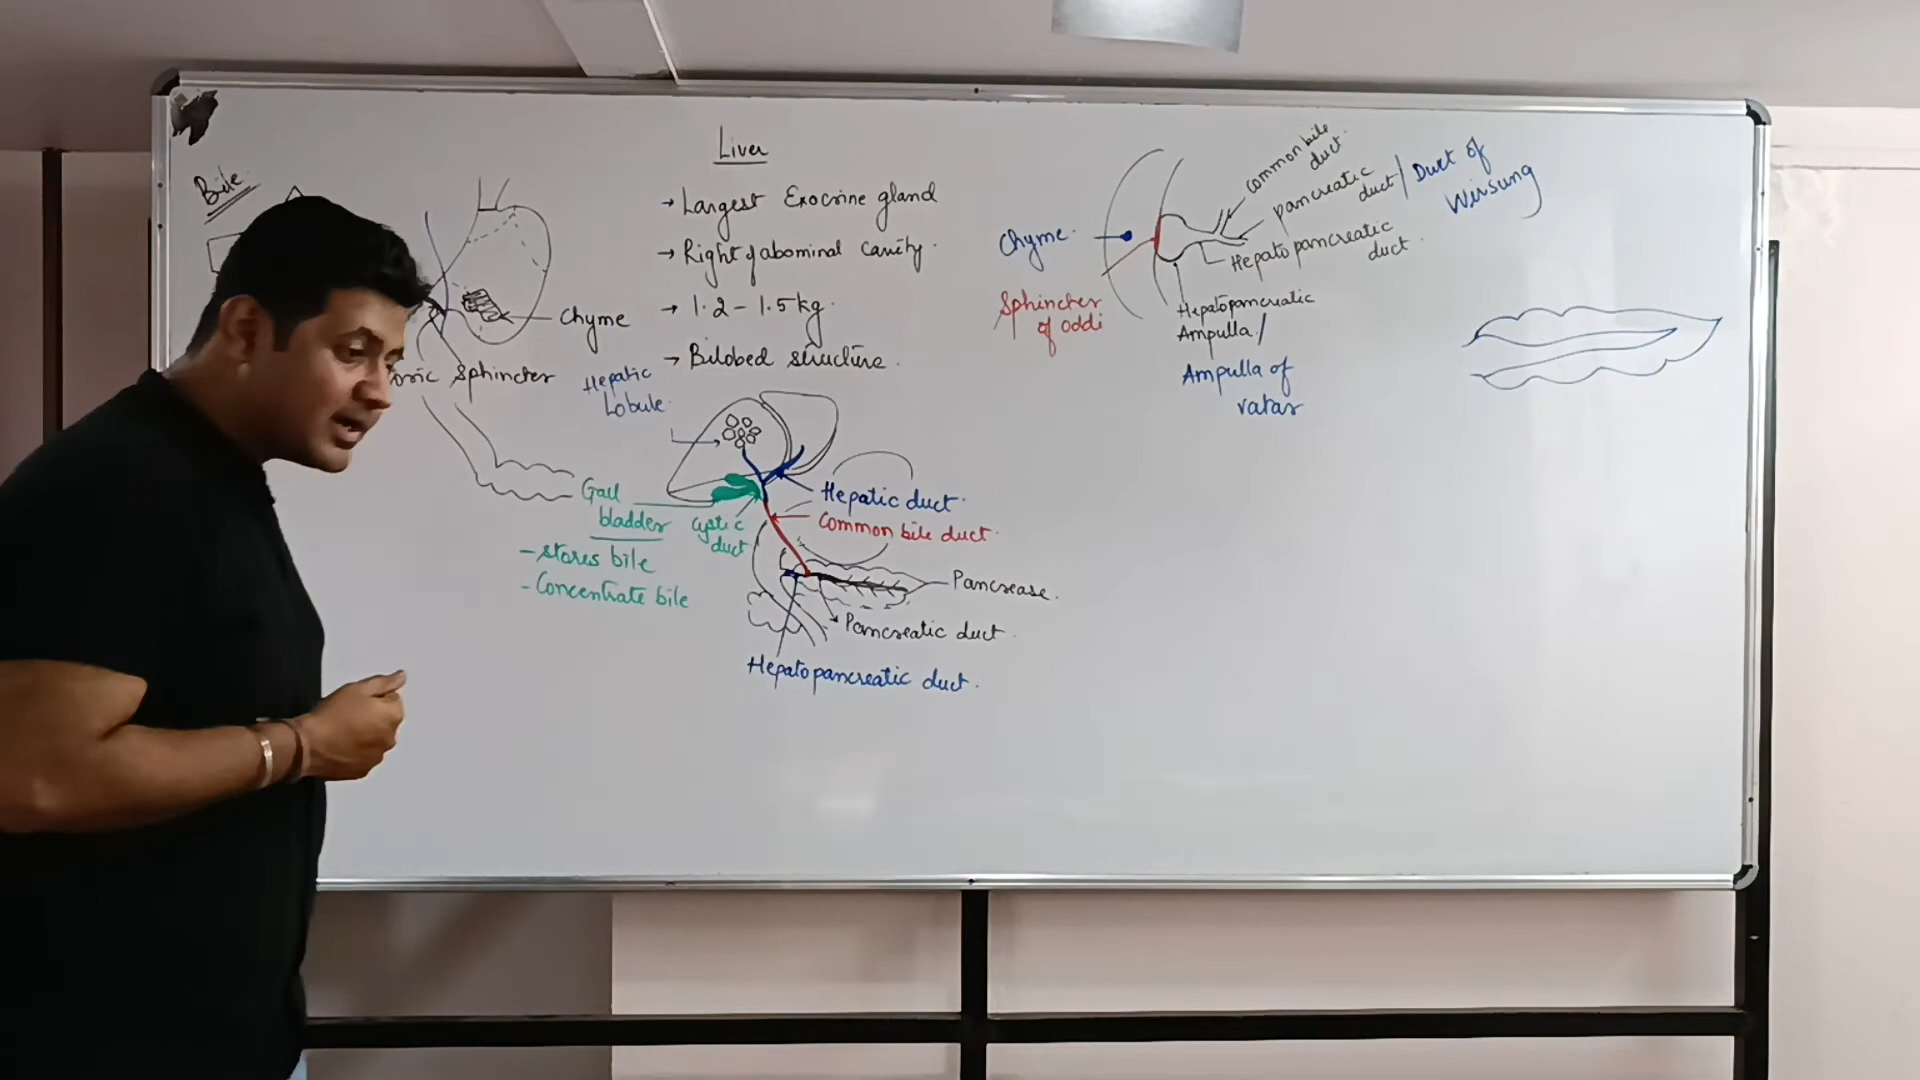 Bile
Liver
→ Largest Exocrine gland
→ Right of abominal cavity.
→ 1.2 - 1.5 kg.
→ Bilobed structure.
Chyme
Sphincter
Hepatic
Lobule
Gall
bladder
- stores bile
- Concentrate bile
Cystic
duct
Hepatic duct.
Common bile duct.
Pancrease.
Pancreatic duct.
Hepatopancreatic duct.
Chyme.
Sphincter
of oddi
common bile
duct.
pancreatic
duct / Duct of
Wirsung
Hepato pancreatic
duct.
Hepatopancreatic
Ampulla /
Ampulla of
vatar